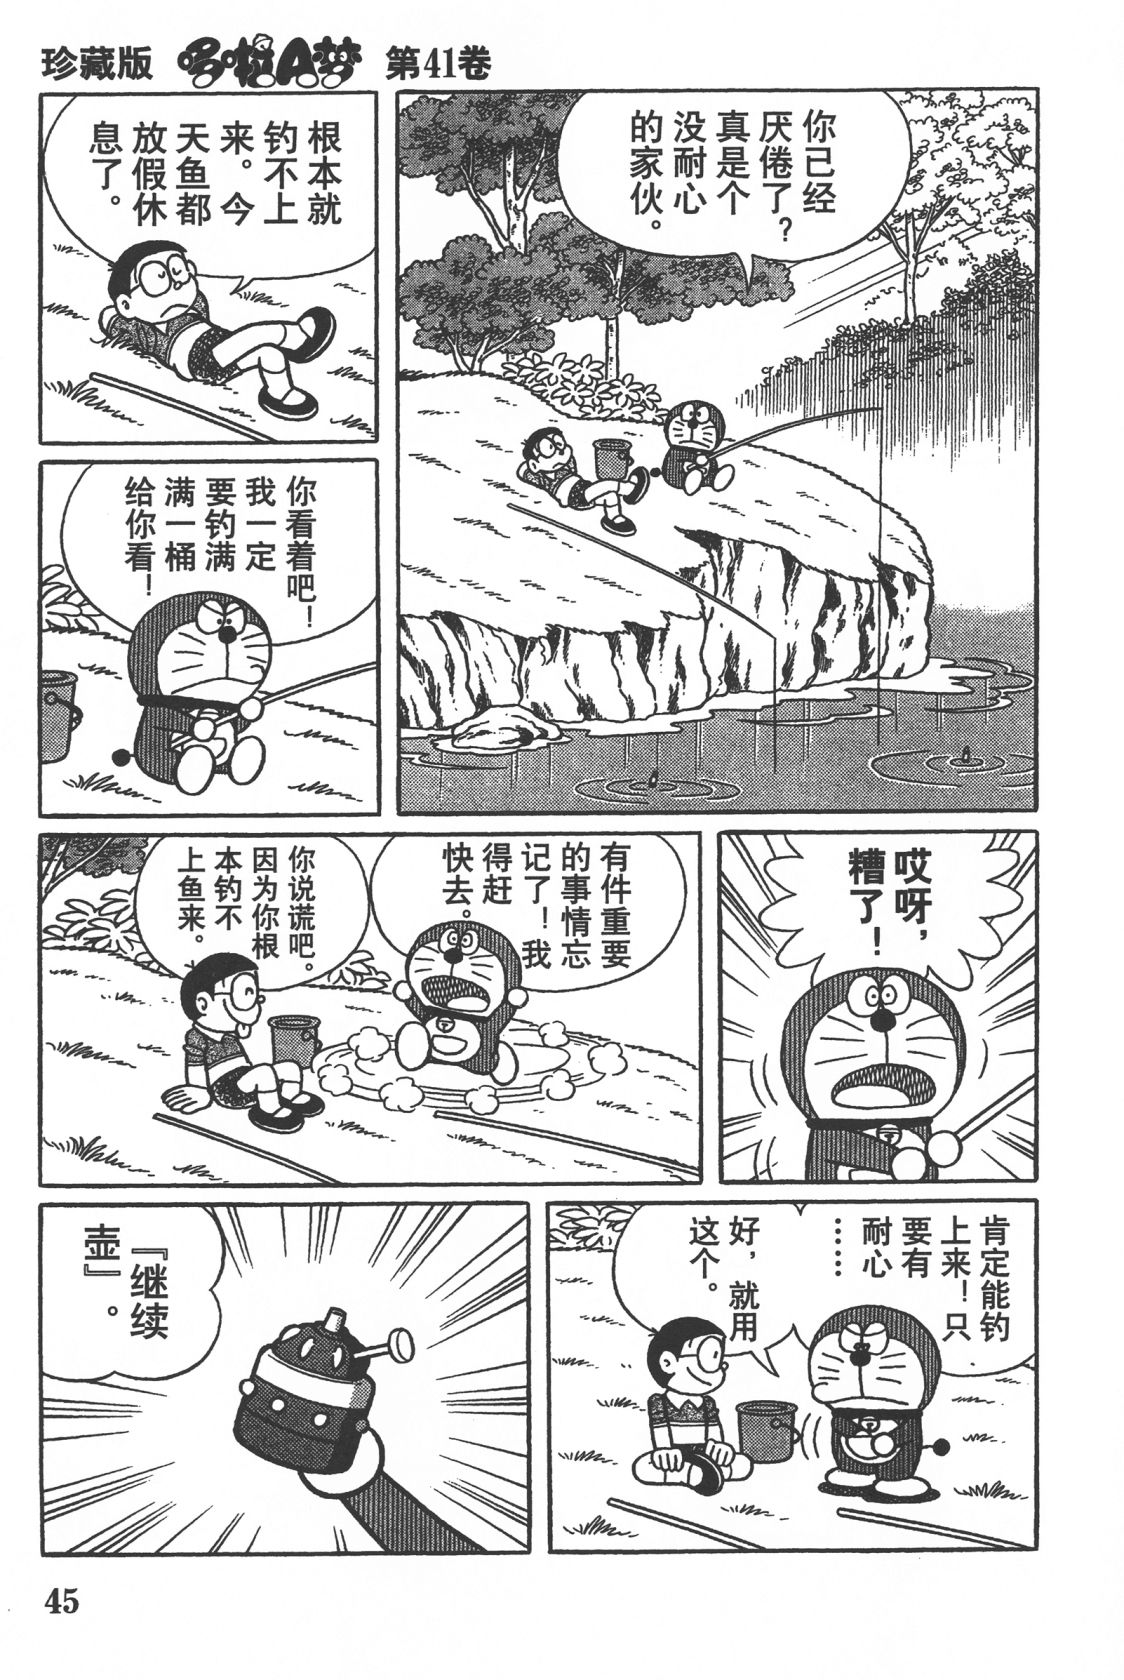 珍藏版 哆啦A梦 第41卷
你已经
厌倦了？
真是个
没耐心
的家伙。
根本就
钓不上
来。今
天鱼都
放假休
息了。
你看着吧！
我一定
要钓满
满一桶
给你看！
哎呀，
糟了！
有件重要
的事情忘
记了！我
得赶
快去。
你说谎吧。
因为你根
本钓不
上鱼来。
肯定能钓
上来！只
要有
耐心
……
好，就用
这个。
『继续
壶』。
45